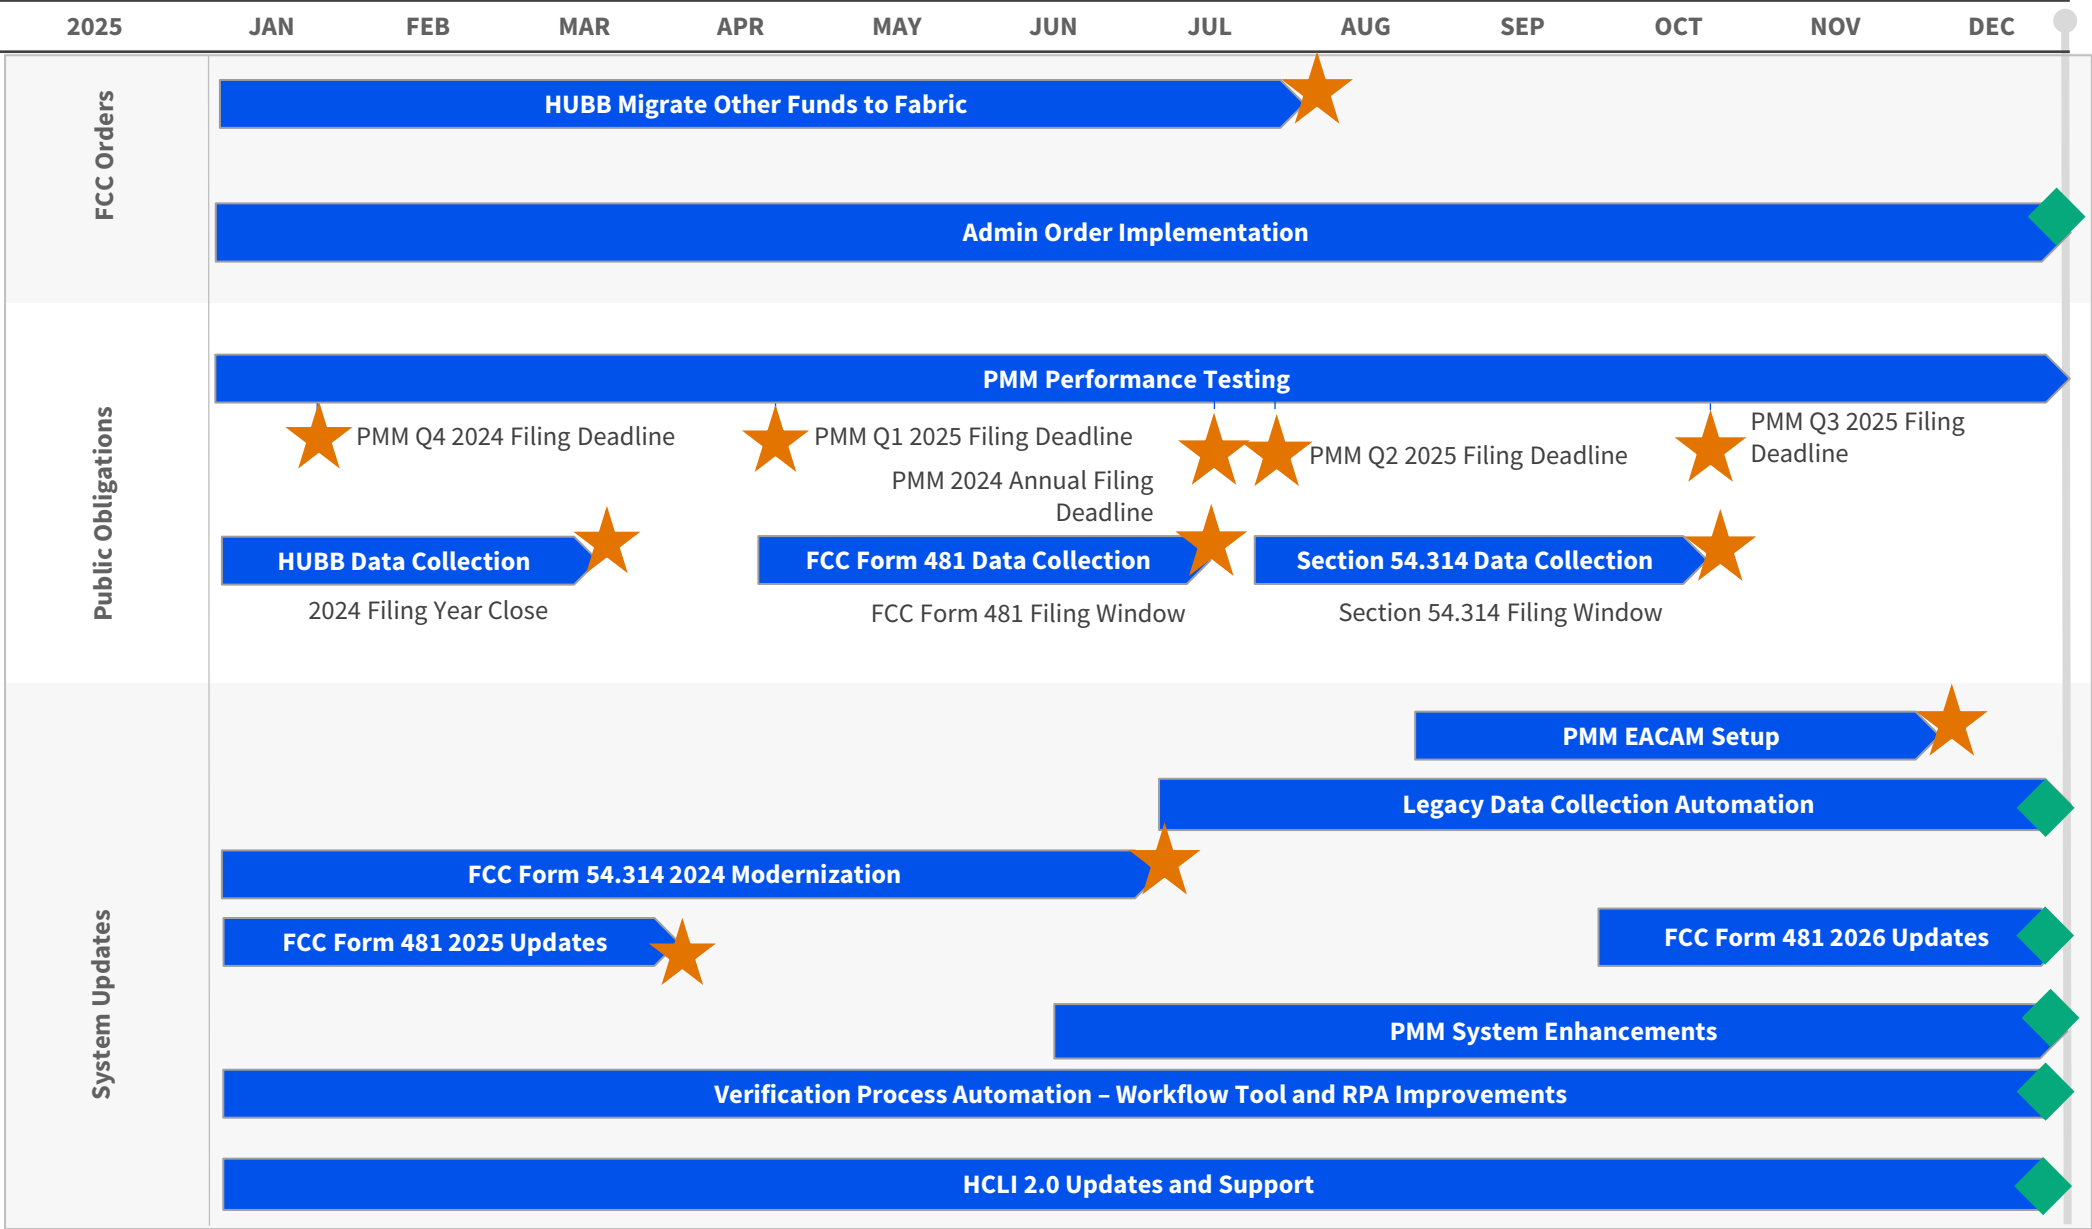 2025 JAN FEB MAR APR MAY JUN JUL AUG SEP OCT NOV DEC
FCC Orders
HUBB Migrate Other Funds to Fabric
Admin Order Implementation
Public Obligations
PMM Performance Testing
PMM Q4 2024 Filing Deadline
PMM Q1 2025 Filing Deadline
PMM 2024 Annual Filing
Deadline
PMM Q2 2025 Filing Deadline
PMM Q3 2025 Filing
Deadline
HUBB Data Collection
2024 Filing Year Close
FCC Form 481 Data Collection
FCC Form 481 Filing Window
Section 54.314 Data Collection
Section 54.314 Filing Window
System Updates
PMM EACAM Setup
Legacy Data Collection Automation
FCC Form 54.314 2024 Modernization
FCC Form 481 2025 Updates
FCC Form 481 2026 Updates
PMM System Enhancements
Verification Process Automation – Workflow Tool and RPA Improvements
HCLI 2.0 Updates and Support